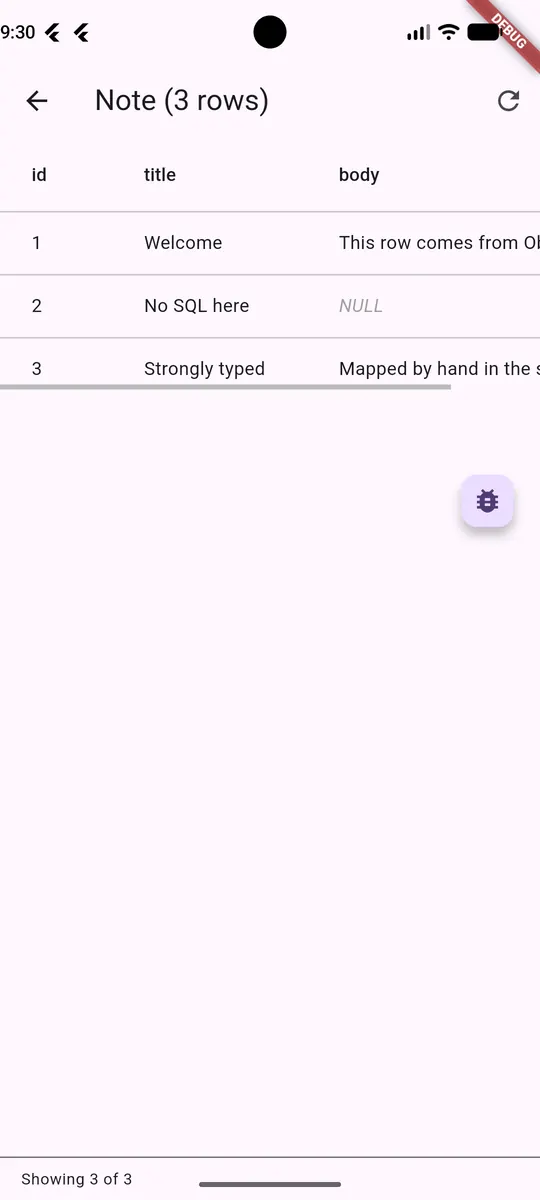 9:30
DEBUG
Note (3 rows)
id title body
1 Welcome This row comes from Ob
2 No SQL here NULL
3 Strongly typed Mapped by hand in the s
Showing 3 of 3